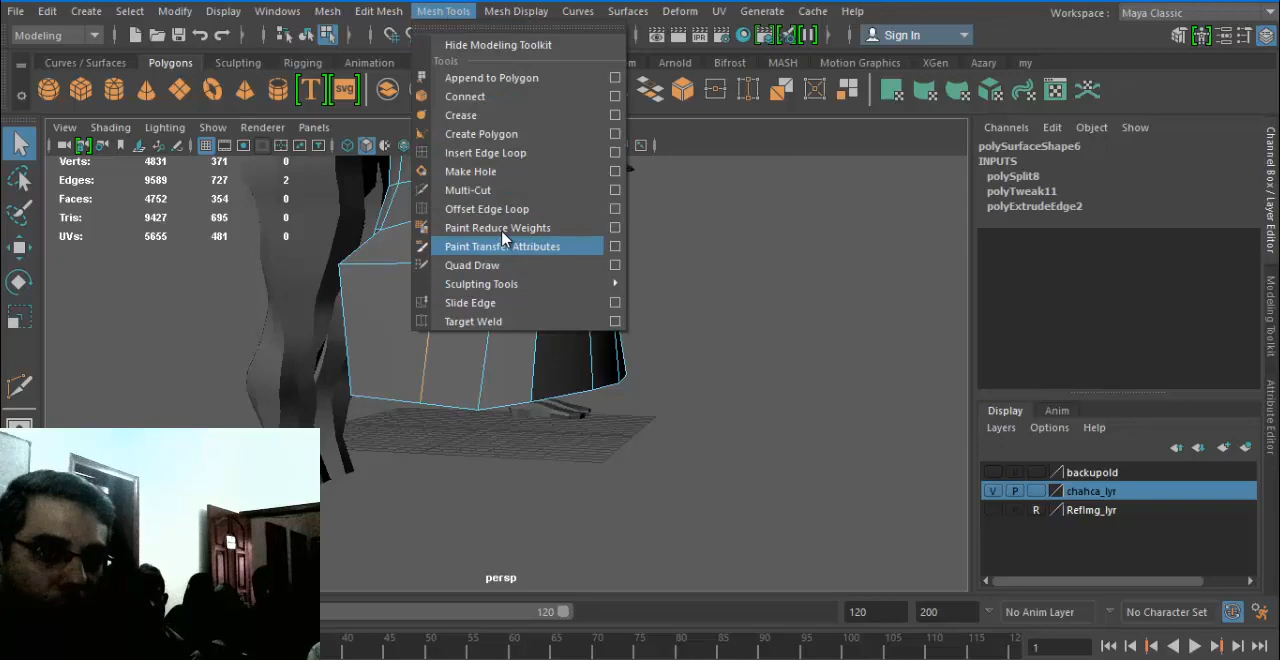 File Edit Create Select Modify Display Windows Mesh Edit Mesh Mesh Tools Mesh Display Curves Surfaces Deform UV Generate Cache Help Workspace : Maya Classic
Modeling Sign In
Curves / Surfaces Polygons Sculpting Rigging Animation Arnold Bifrost MASH Motion Graphics XGen Azary my
T svg
View Shading Lighting Show Renderer Panels
Verts: 4831 371 0
Edges: 9589 727 2
Faces: 4752 354 0
Tris: 9427 695 0
UVs: 5655 481 0
Hide Modeling Toolkit
Tools
Append to Polygon
Connect
Crease
Create Polygon
Insert Edge Loop
Make Hole
Multi-Cut
Offset Edge Loop
Paint Reduce Weights
Paint Transfer Attributes
Quad Draw
Sculpting Tools
Slide Edge
Target Weld
persp
Channels Edit Object Show
polySurfaceShape6
INPUTS
polySplit8
polyTweak11
polyExtrudeEdge2
Channel Box / Layer Editor
Modeling Toolkit
Attribute Editor
Display Anim
Layers Options Help
backupold
V P chahca_lyr
R RefImg_lyr
120 120 200 No Anim Layer No Character Set
40 45 50 55 60 65 70 75 80 85 90 95 100 105 110 115 12 1